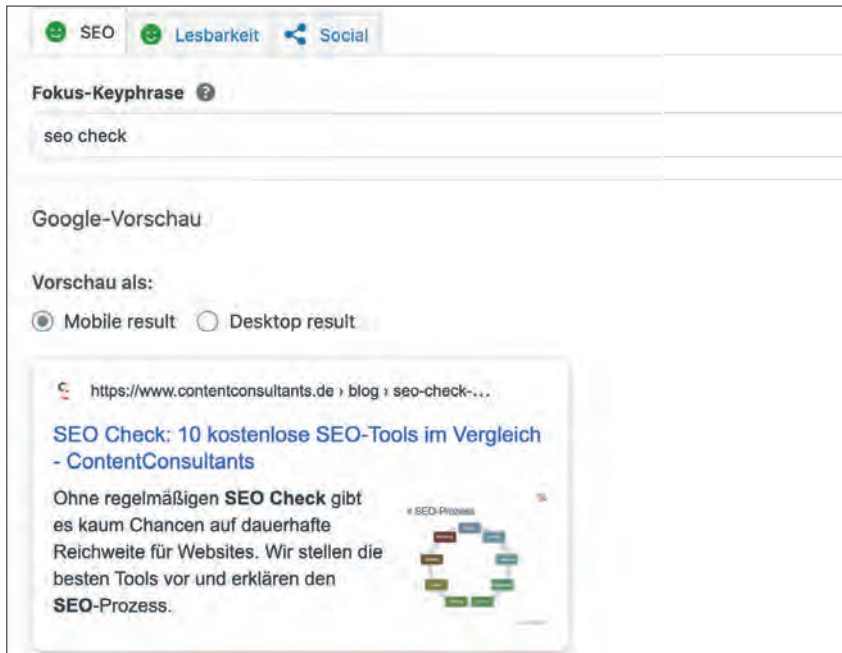 SEO
Lesbarkeit
Social
Fokus-Keyphrase
seo check
Google-Vorschau
Vorschau als:
Mobile result
Desktop result
https://www.contentconsultants.de › blog › seo-check-...
SEO Check: 10 kostenlose SEO-Tools im Vergleich
- ContentConsultants
Ohne regelmäßigen SEO Check gibt
es kaum Chancen auf dauerhafte
Reichweite für Websites. Wir stellen die
besten Tools vor und erklären den
SEO-Prozess.
# SEO-Prozess